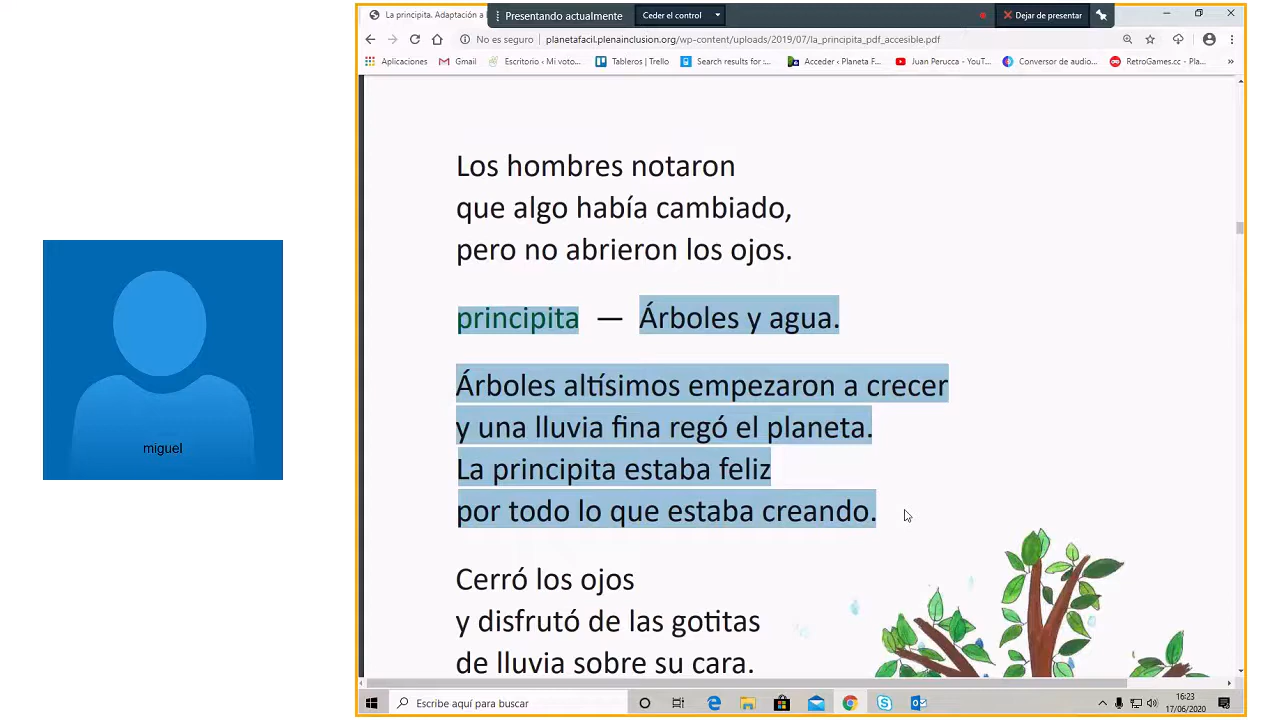 La principita. Adaptación a l
Presentando actualmente
Ceder el control
Dejar de presentar
No es seguro
planetafacil.plenainclusion.org/wp-content/uploads/2019/07/la_principita_pdf_accesible.pdf
Aplicaciones
Gmail
Escritorio ‹ Mi voto...
Tableros | Trello
Search results for :...
Acceder ‹ Planeta F...
Juan Perucca - YouT...
Conversor de audio...
RetroGames.cc - Pla...
»
Los hombres notaron
que algo había cambiado,
pero no abrieron los ojos.
principita — Árboles y agua.
Árboles altísimos empezaron a crecer
y una lluvia fina regó el planeta.
La principita estaba feliz
por todo lo que estaba creando.
Cerró los ojos
y disfrutó de las gotitas
de lluvia sobre su cara.
miguel
Escribe aquí para buscar
16:23
17/06/2020